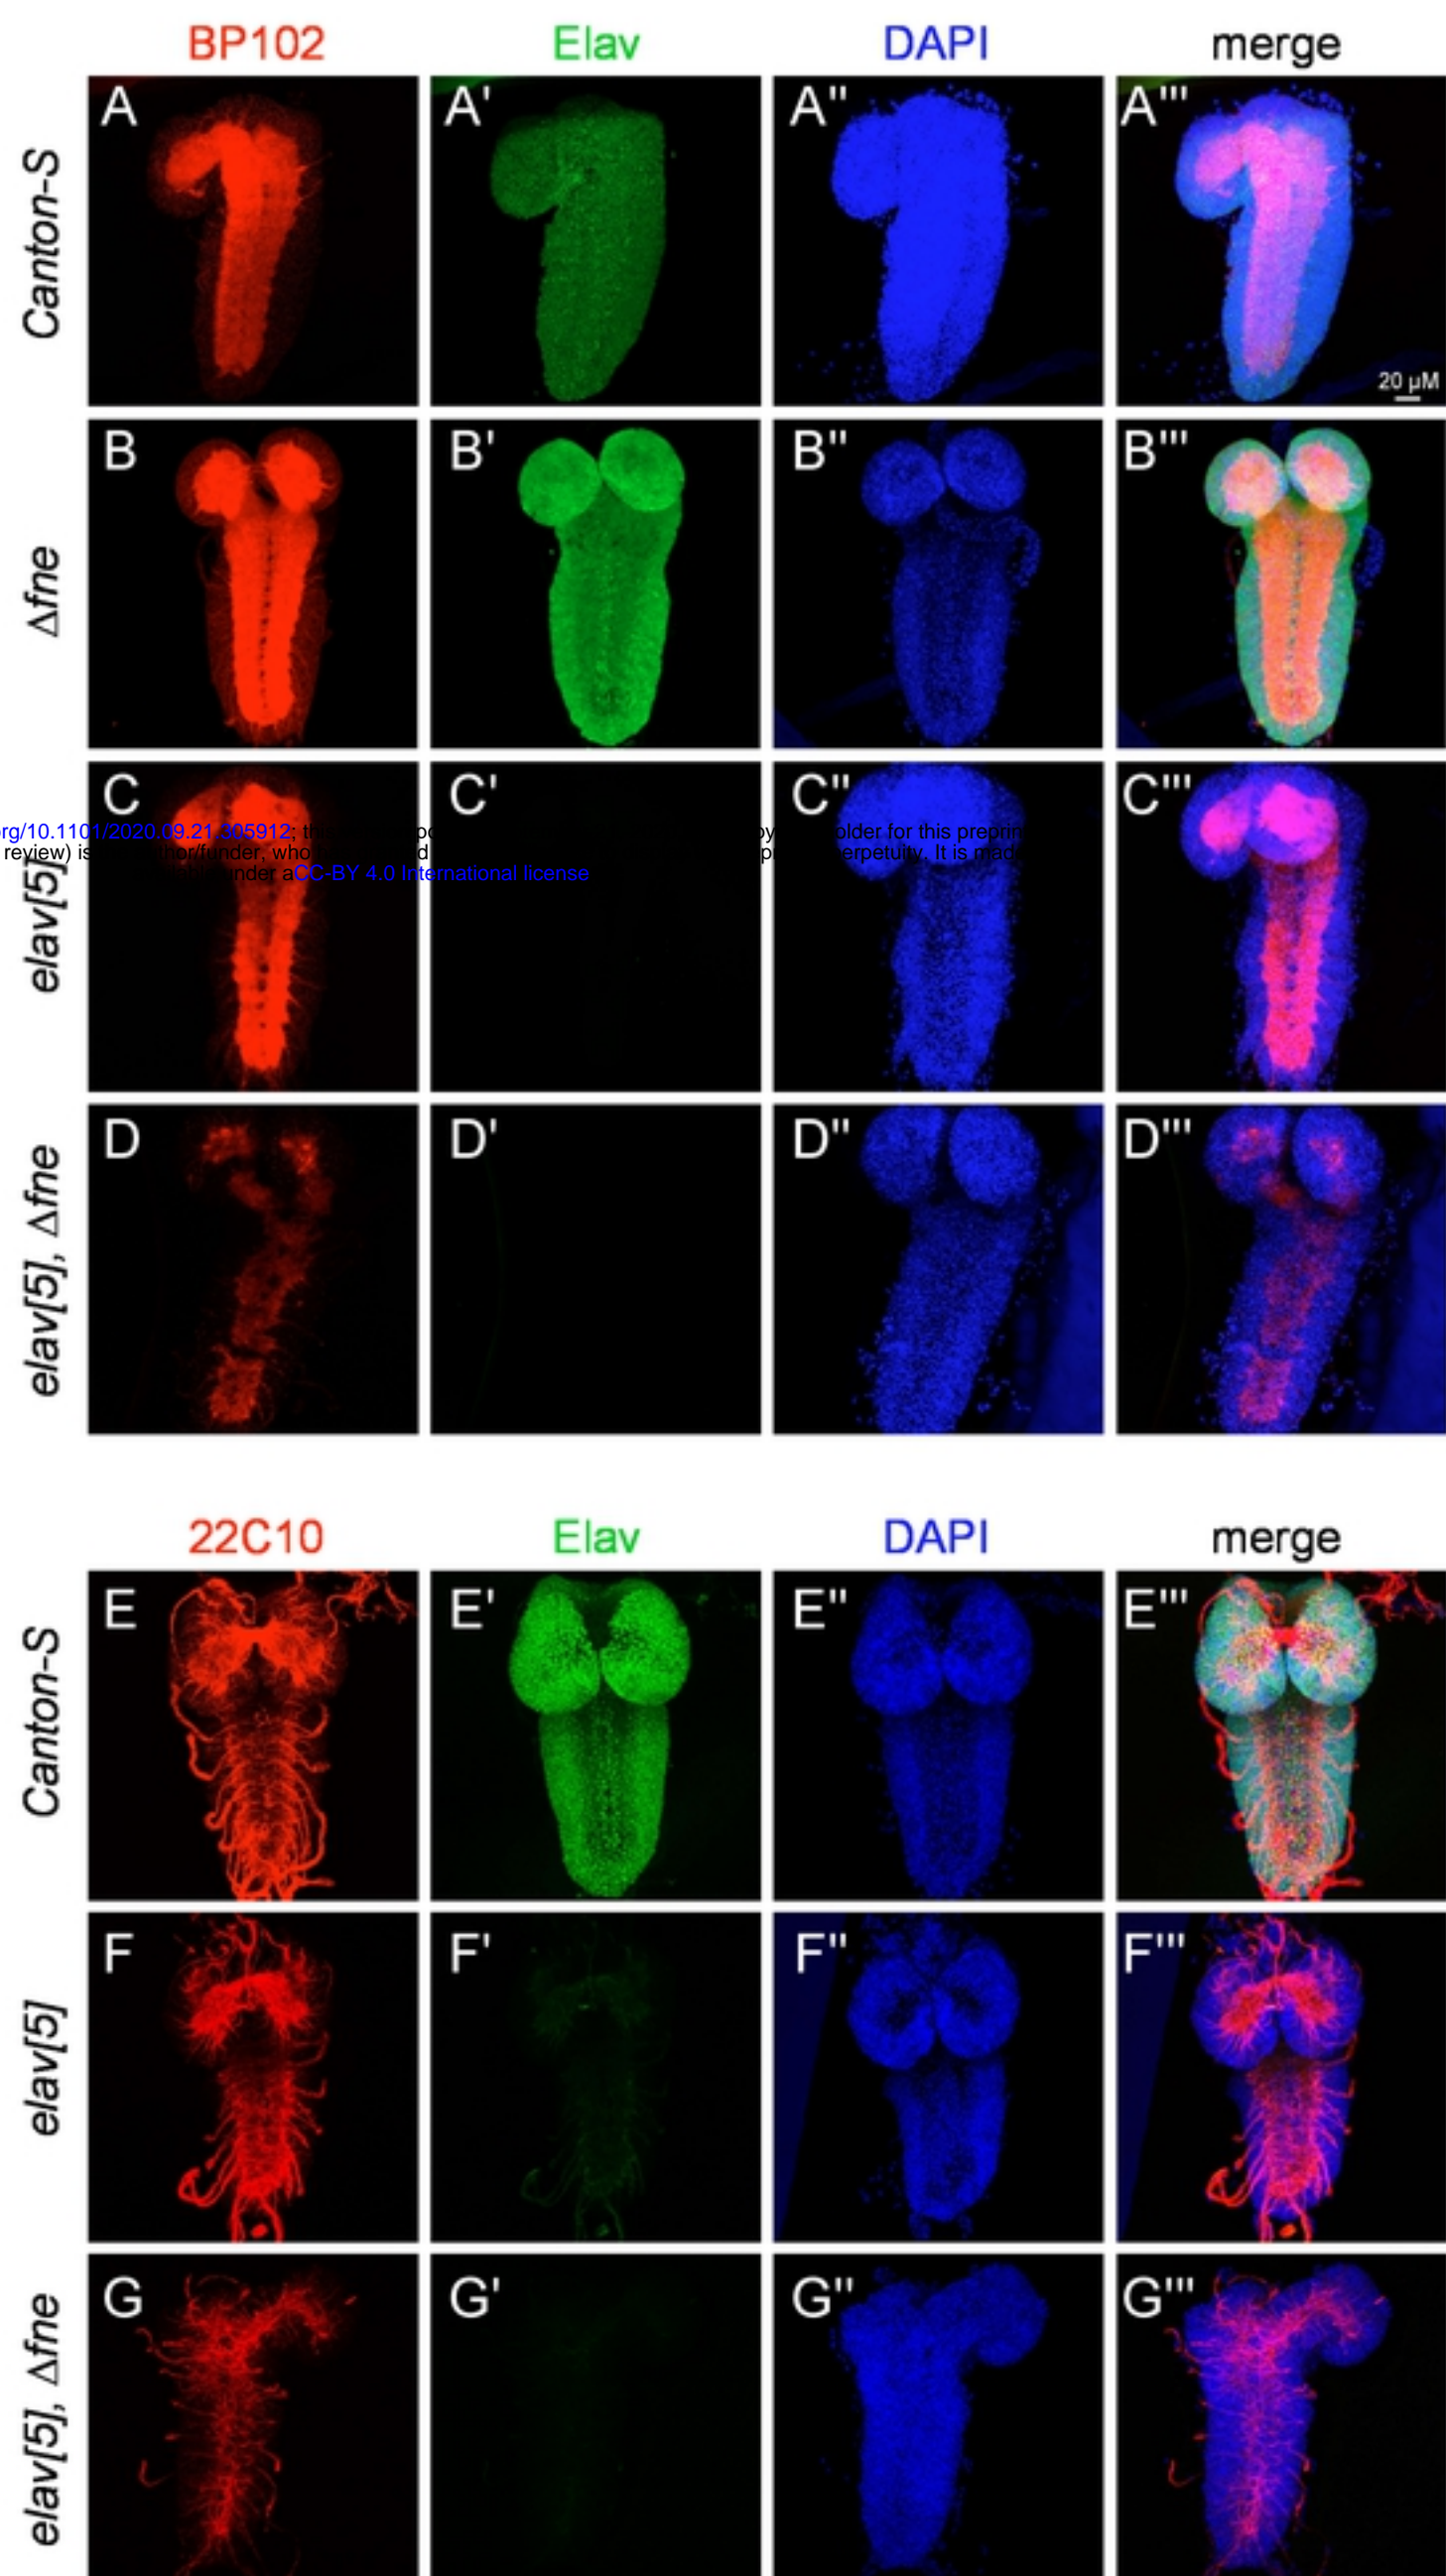 BP102 Elav DAPI merge
Canton-S
A A' A'' A'''
20 µM
Δfne
B B' B'' B'''
elav[5]
C C' C'' C'''
rg/10.1101/2020.09.21.305912; older for this preprin
review) is perpetuity. It is made
under aCC-BY 4.0 International license
elav[5], Δfne
D D' D'' D'''
22C10 Elav DAPI merge
Canton-S
E E' E'' E'''
elav[5]
F F' F'' F'''
elav[5], Δfne
G G' G'' G'''